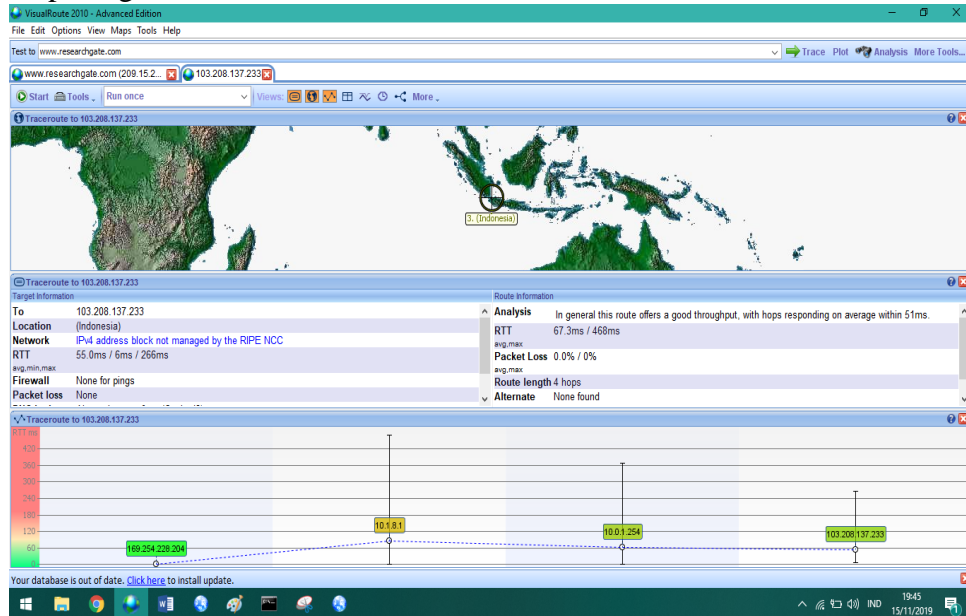 VisualRoute 2010 - Advanced Edition
File Edit Options View Maps Tools Help
Test to www.researchgate.com Trace Plot Analysis More Tools...
www.researchgate.com (209.15.2... 103.208.137.233
Start Tools Run once Views: More
Traceroute to 103.208.137.233
3. (Indonesia)
Traceroute to 103.208.137.233
Target Information
To 103.208.137.233
Location (Indonesia)
Network IPv4 address block not managed by the RIPE NCC
RTT 55.0ms / 6ms / 266ms
avg,min,max
Firewall None for pings
Packet loss None
Route Information
Analysis In general this route offers a good throughput, with hops responding on average within 51ms.
RTT 67.3ms / 468ms
avg,max
Packet Loss 0.0% / 0%
avg,max
Route length 4 hops
Alternate None found
Traceroute to 103.208.137.233
RTT ms
420
360
300
240
180
120
60
0
169.254.228.204
10.1.8.1
10.0.1.254
103.208.137.233
Your database is out of date. Click here to install update.
IND
19:45
15/11/2019